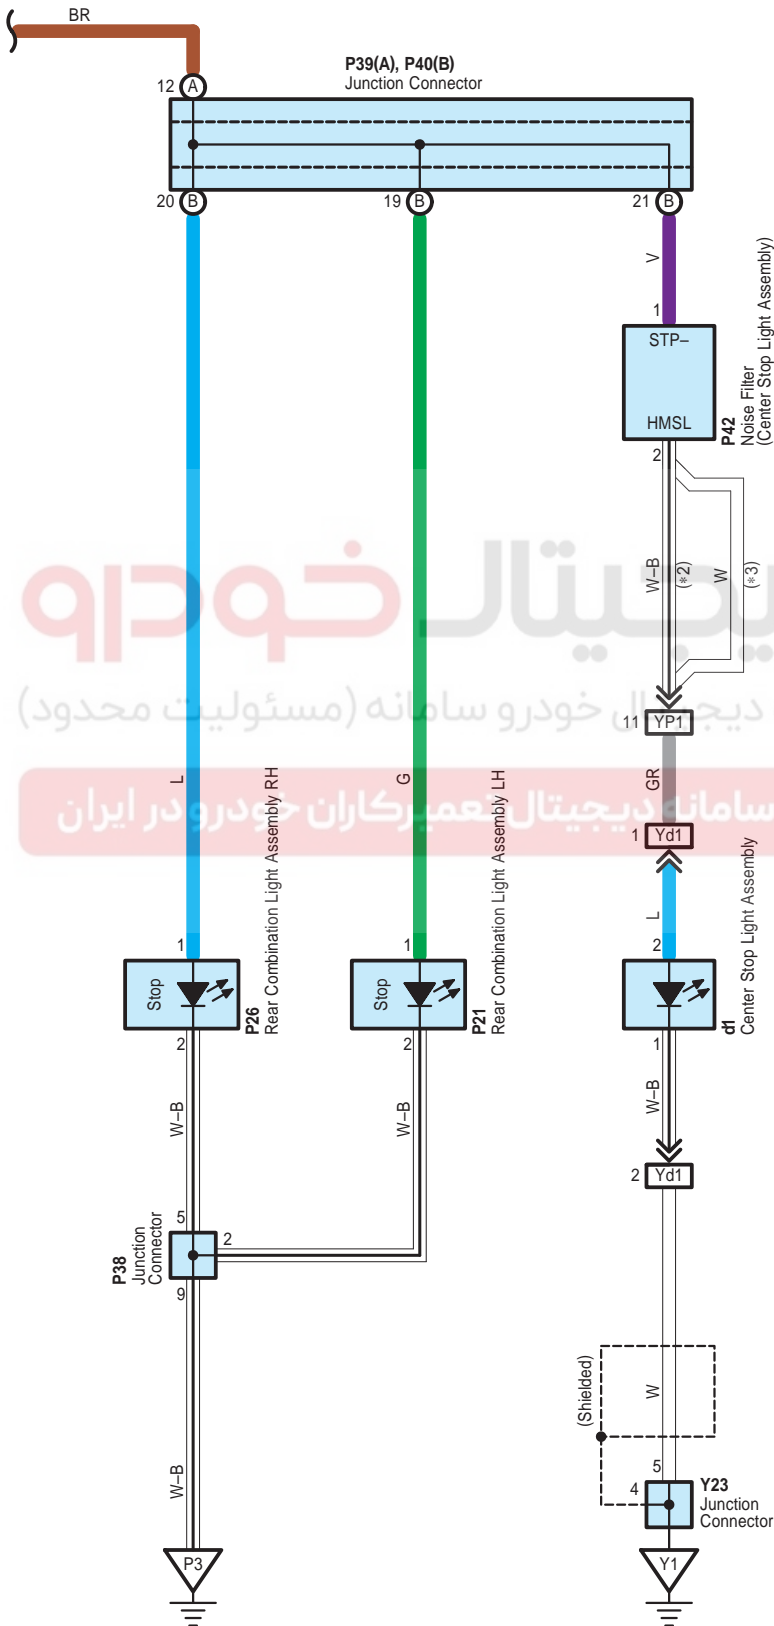 BR
P39(A), P40(B)
Junction Connector
12 A
20 B
19 B
21 B
V
1
STP–
HMSL
P42
Noise Filter
(Center Stop Light Assembly)
2
W–B
(*2)
W
(*3)
یجیتال خودرو
دیجیتال خودرو سامانه (مسئولیت محدود)
11 YP1
L
G
GR
سامانه دیجیتال تعمیرکاران خودرو در ایران
1 Yd1
L
1
1
2
Stop
P26
Rear Combination Light Assembly RH
Stop
P21
Rear Combination Light Assembly LH
d1
Center Stop Light Assembly
2
2
1
W–B
W–B
W–B
2 Yd1
5
2
P38
Junction
Connector
9
(Shielded)
W
5
4
Y23
Junction
Connector
W–B
P3
Y1